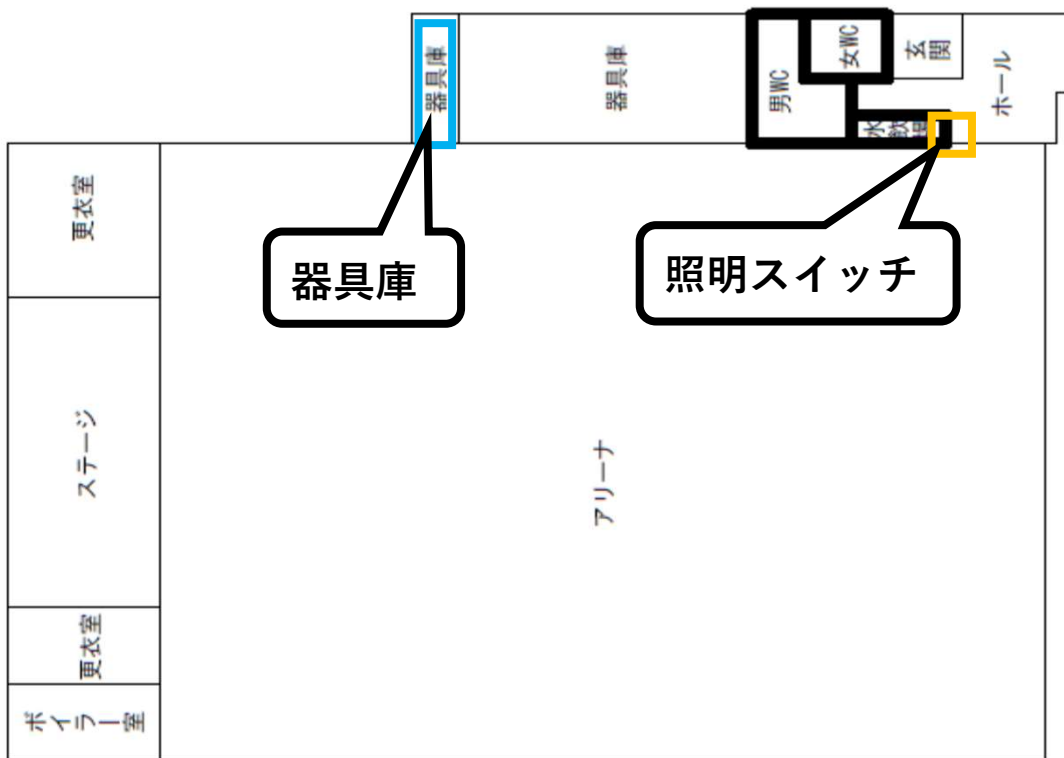 器具庫
器具庫
男WC
女WC
玄関
ホール
水飲場
更衣室
器具庫
照明スイッチ
ステージ
アリーナ
更衣室
ボイラー室